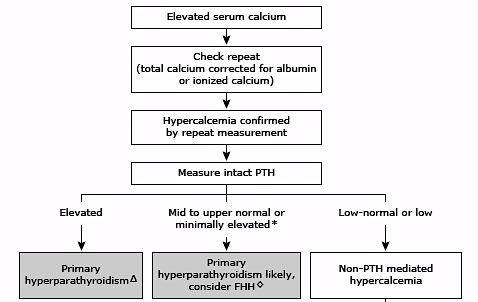 Elevated serum calcium
Check repeat
(total calcium corrected for albumin
or ionized calcium)
Hypercalcemia confirmed
by repeat measurement
Measure intact PTH
Elevated
Mid to upper normal or
minimally elevated*
Low-normal or low
Primary
hyperparathyroidismΔ
Primary
hyperparathyroidism likely,
consider FHH◇
Non-PTH mediated
hypercalcemia